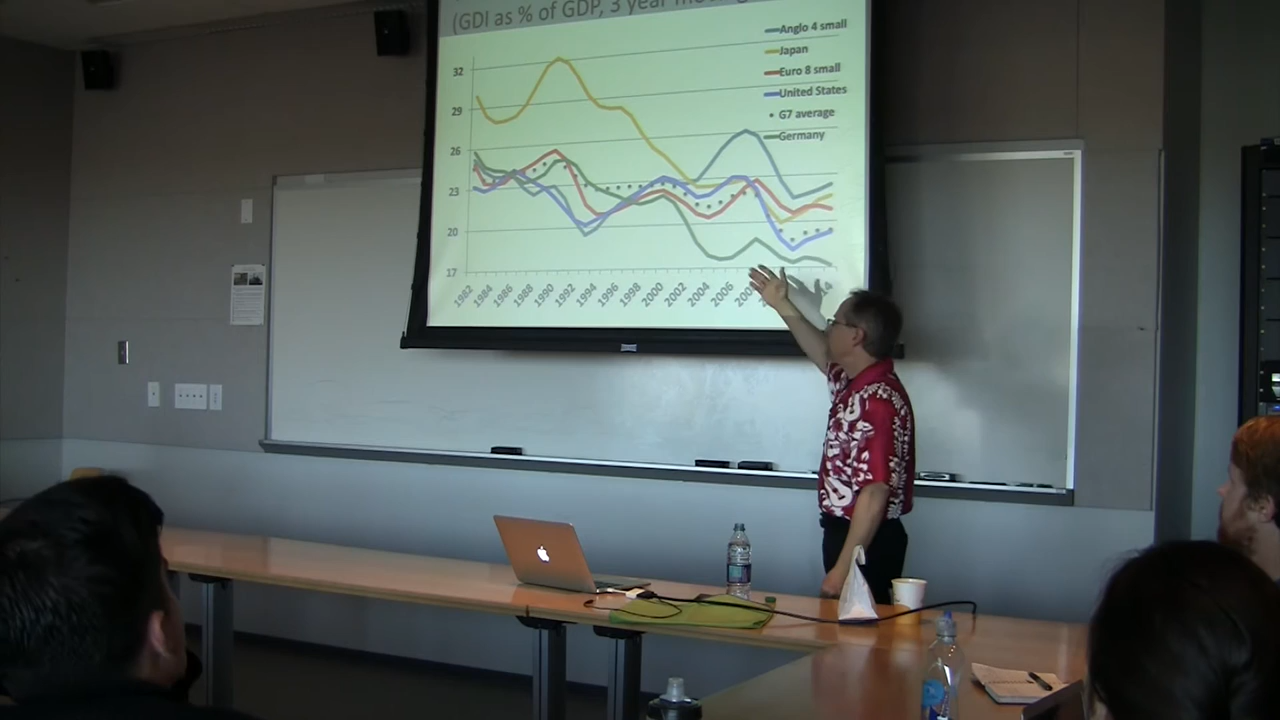 (GDI as % of GDP, 3 year
Anglo 4 small
Japan
Euro 8 small
United States
G7 average
Germany
32
29
26
23
20
17
1982
1984
1986
1988
1990
1992
1994
1996
1998
2000
2002
2004
2006